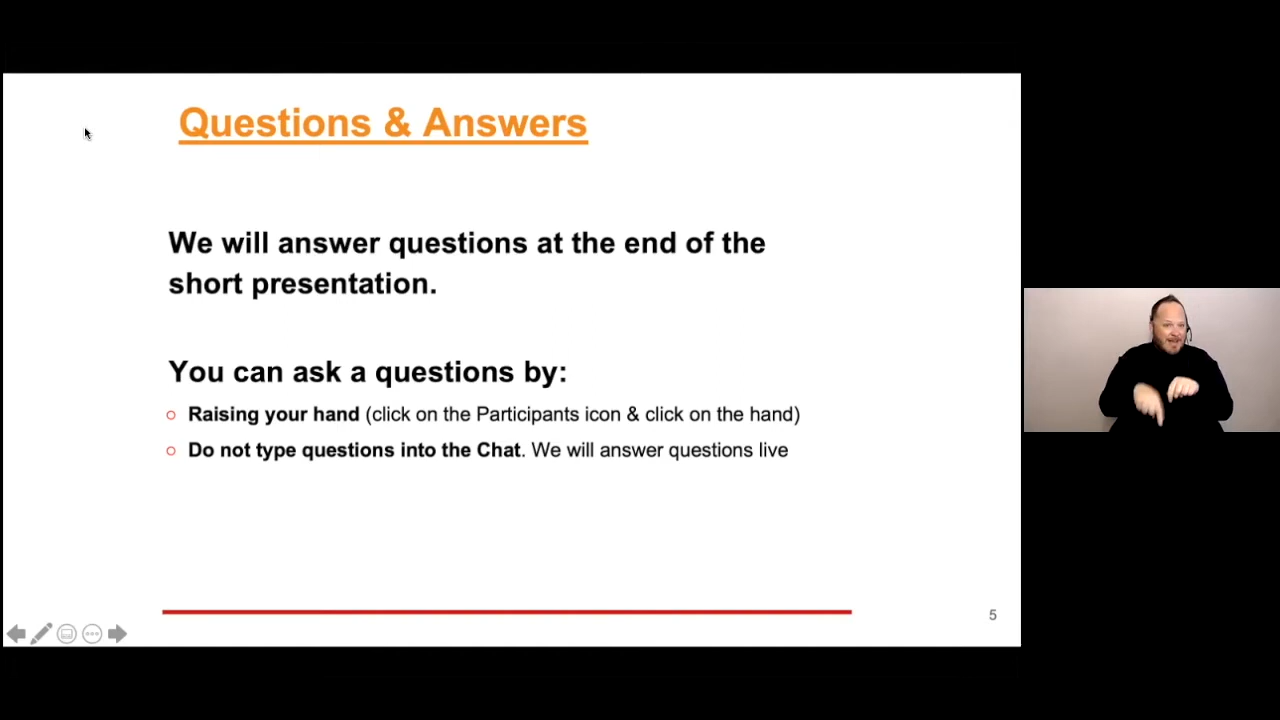 Questions & Answers
We will answer questions at the end of the
short presentation.
You can ask a questions by:
Raising your hand (click on the Participants icon & click on the hand)
Do not type questions into the Chat. We will answer questions live
5